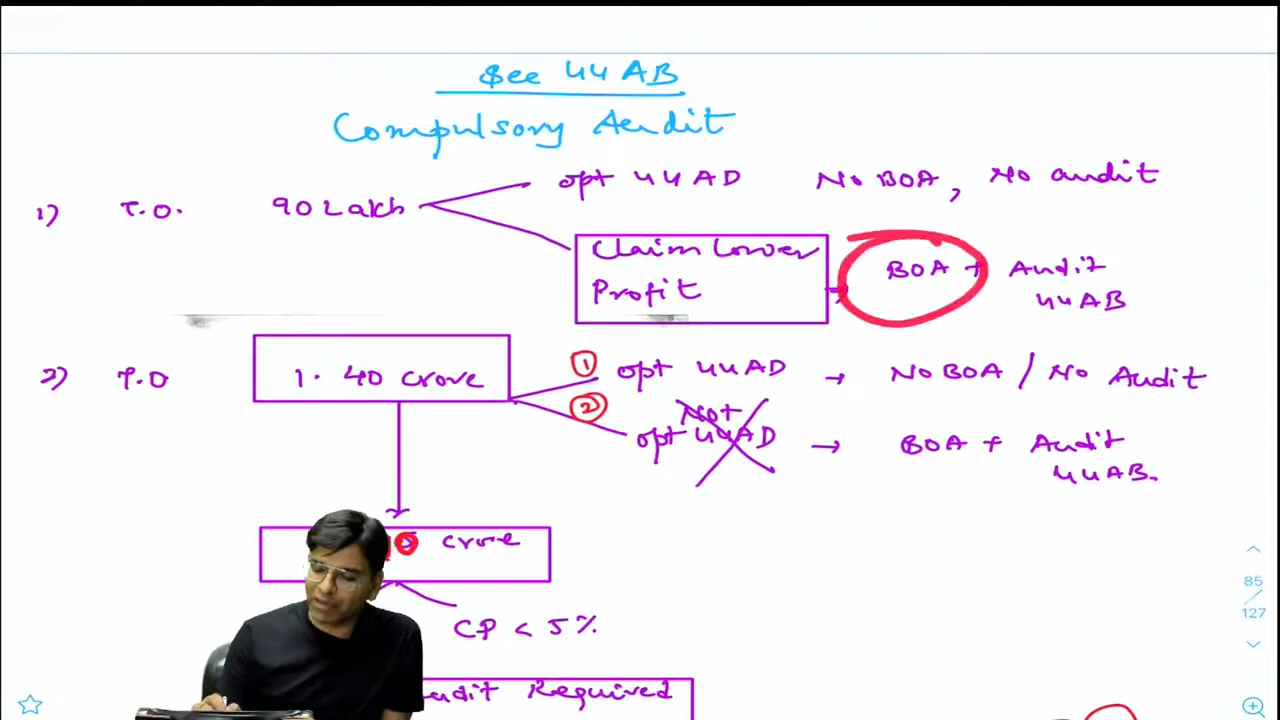 See 44AB
Compulsory Audit
1) T.O. 90 Lakh
opt 44AD No BOA, No audit
Claim Lower
Profit
BOA + Audit
44AB
2) T.O 1.40 crore
1 opt 44AD → No BOA / No Audit
2 Not
opt 44AD → BOA + Audit
44AB.
crore
CP < 5%
Required
85
127